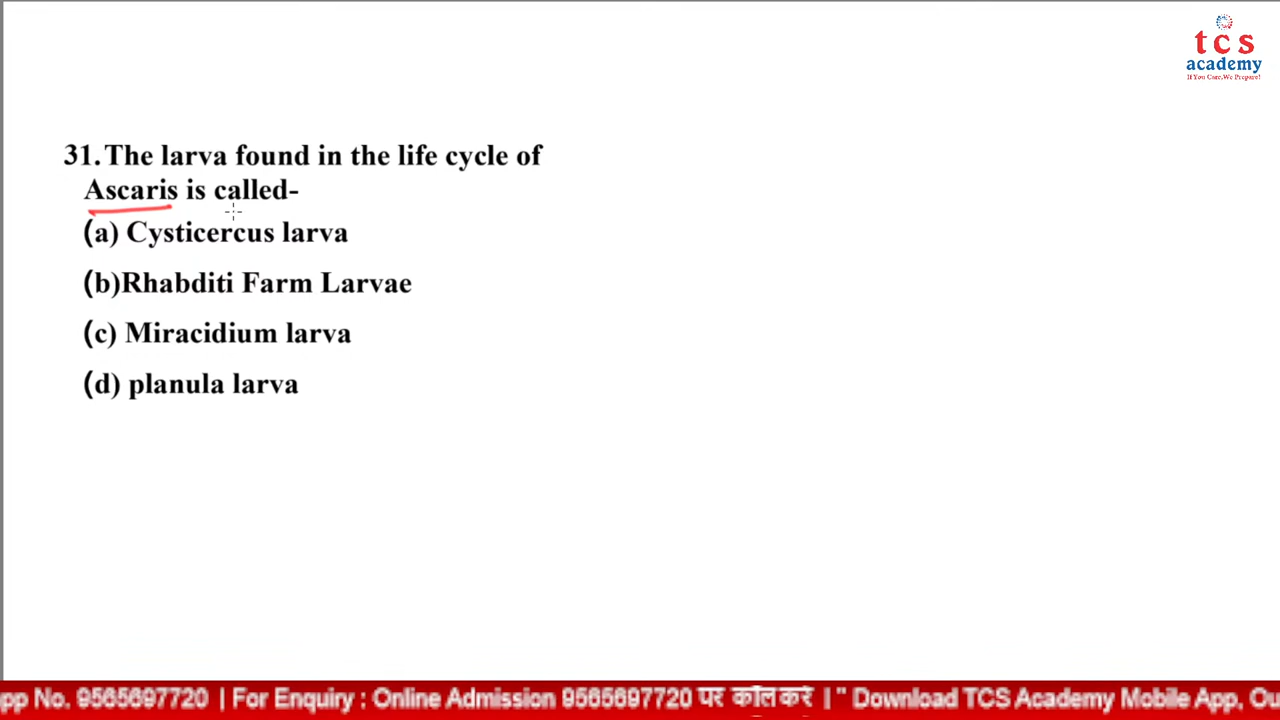 tcs
academy
If You Care,We Prepare!
31.The larva found in the life cycle of
Ascaris is called-
(a) Cysticercus larva
(b)Rhabditi Farm Larvae
(c) Miracidium larva
(d) planula larva
App No. 9565697720 | For Enquiry : Online Admission 9565697720 पर कॉल करें | " Download TCS Academy Mobile App, Ou